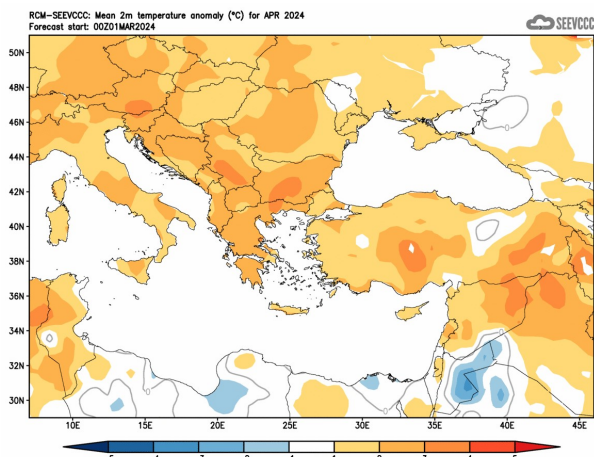 RCM-SEEVCCC: Mean 2m temperature anomaly (°C) for APR 2024
Forecast start: 00Z01MAR2024
SEEVCCC
50N
48N
46N
44N
42N
40N
38N
36N
34N
32N
30N
10E 15E 20E 25E 30E 35E 40E 45E